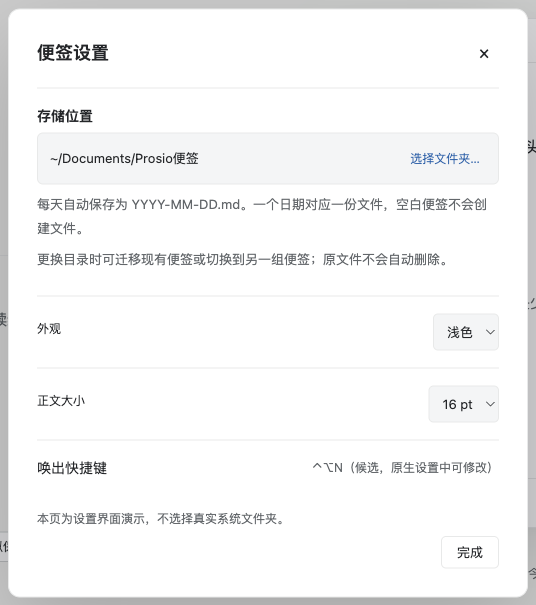 便签设置
×
存储位置
~/Documents/Prosio便签
选择文件夹...
每天自动保存为 YYYY-MM-DD.md。一个日期对应一份文件，空白便签不会创
建文件。
更换目录时可迁移现有便签或切换到另一组便签；原文件不会自动删除。
外观
浅色
正文大小
16 pt
唤出快捷键
⌃⌥N（候选，原生设置中可修改）
本页为设置界面演示，不选择真实系统文件夹。
完成